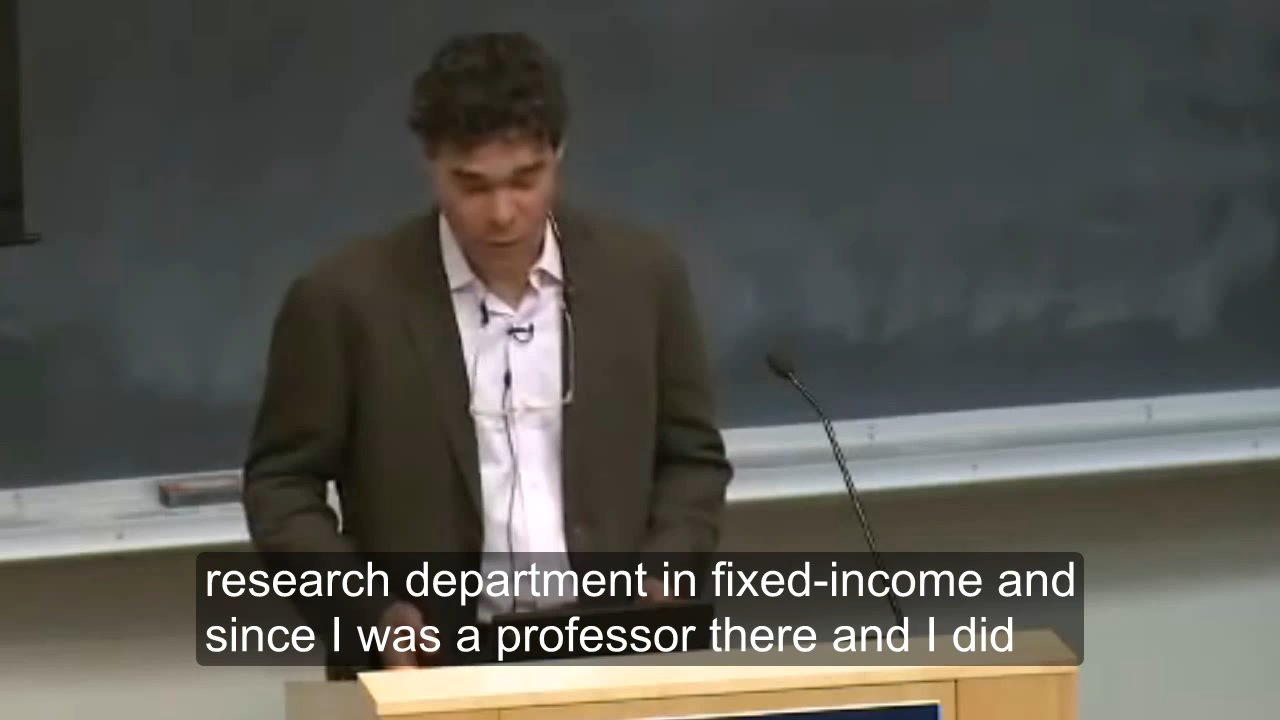 research department in fixed-income and
since I was a professor there and I did